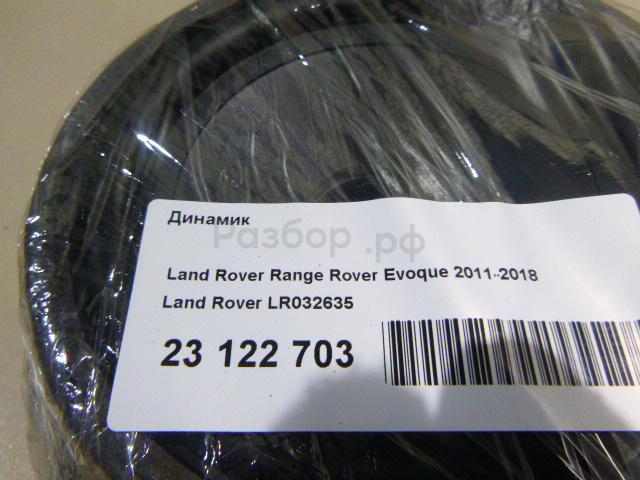 Динамик
Разбор.рф
Land Rover Range Rover Evoque 2011-2018
Land Rover LR032635
23 122 703